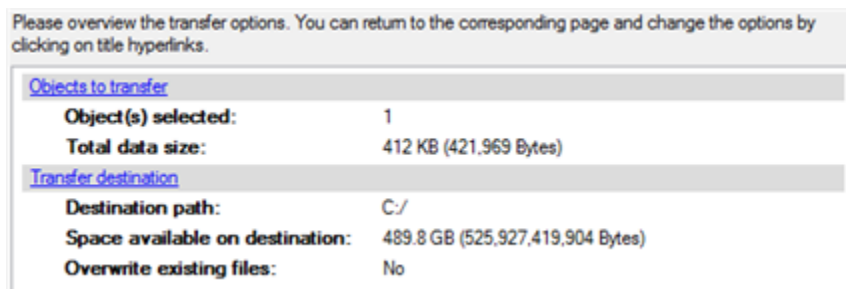 Please overview the transfer options. You can return to the corresponding page and change the options by
clicking on title hyperlinks.
Objects to transfer
Object(s) selected: 1
Total data size: 412 KB (421,969 Bytes)
Transfer destination
Destination path: C:/
Space available on destination: 489.8 GB (525,927,419,904 Bytes)
Overwrite existing files: No